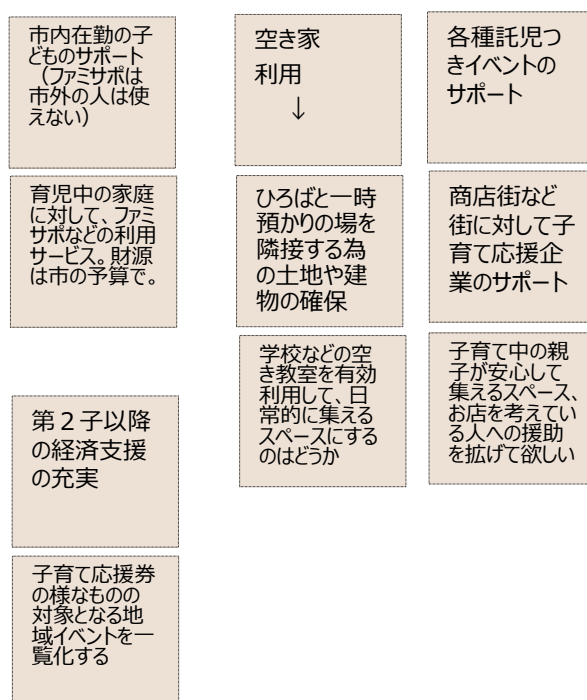 市内在勤の子
どものサポート
（ファミサポは
市外の人は使
えない）
育児中の家庭
に対して、ファミ
サポなどの利用
サービス。財源
は市の予算で。
第２子以降
の経済支援
の充実
子育て応援券
の様なものの
対象となる地
域イベントを一
覧化する
空き家
利用
↓
ひろばと一時
預かりの場を
隣接する為
の土地や建
物の確保
学校などの空
き教室を有効
利用して、日
常的に集える
スペースにする
のはどうか
各種託児つ
きイベントの
サポート
商店街など
街に対して子
育て応援企
業のサポート
子育て中の親
子が安心して
集えるスペース、
お店を考えてい
る人への援助
を拡げて欲しい